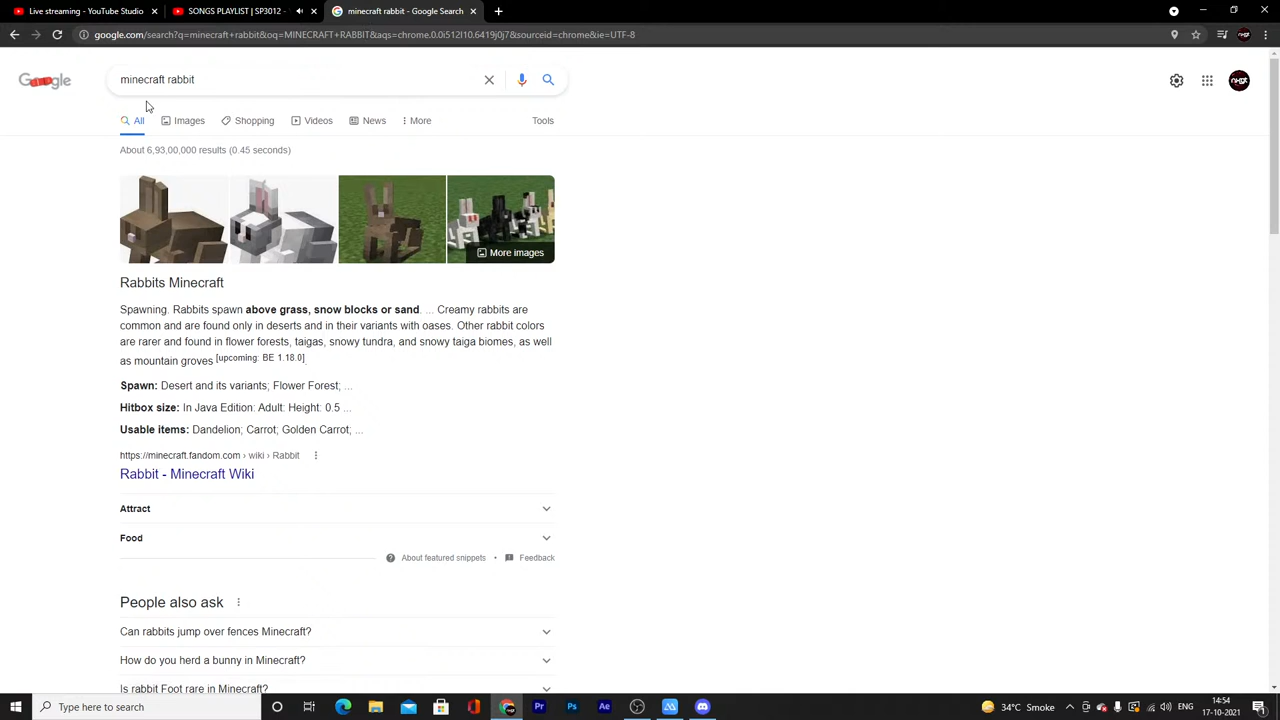 Live streaming - YouTube Studio
SONGS PLAYLIST | SP3012 -
minecraft rabbit - Google Search
google.com/search?q=minecraft+rabbit&oq=MINECRAFT+RABBIT&aqs=chrome.0.0i512l10.6419j0j7&sourceid=chrome&ie=UTF-8
Google
minecraft rabbit
All
Images
Shopping
Videos
News
More
Tools
About 6,93,00,000 results (0.45 seconds)
More images
Rabbits Minecraft
Spawning. Rabbits spawn above grass, snow blocks or sand. ... Creamy rabbits are
common and are found only in deserts and in their variants with oases. Other rabbit colors
are rarer and found in flower forests, taigas, snowy tundra, and snowy taiga biomes, as well
as mountain groves [upcoming: BE 1.18.0].
Spawn: Desert and its variants; Flower Forest; ...
Hitbox size: In Java Edition: Adult: Height: 0.5 ...
Usable items: Dandelion; Carrot; Golden Carrot; ...
https://minecraft.fandom.com › wiki › Rabbit
Rabbit - Minecraft Wiki
Attract
Food
About featured snippets • Feedback
People also ask
Can rabbits jump over fences Minecraft?
How do you herd a bunny in Minecraft?
Is rabbit Foot rare in Minecraft?
Type here to search
Pr
Ps
Ae
34°C Smoke
ENG
14:54
17-10-2021